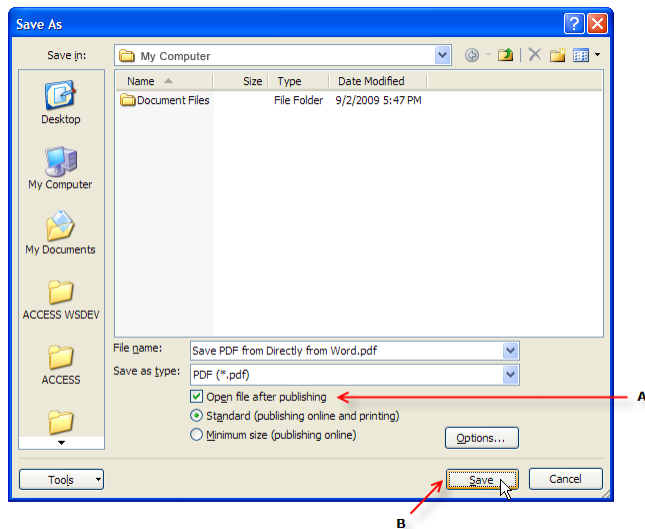 Save As
Save in: My Computer
Name Size Type Date Modified
Document Files File Folder 9/2/2009 5:47 PM
Desktop
My Computer
My Documents
ACCESS WSDEV
ACCESS
File name: Save PDF from Directly from Word.pdf
Save as type: PDF (*.pdf)
Open file after publishing
A
Standard (publishing online and printing)
Minimum size (publishing online)
Options...
Tools Save Cancel
B